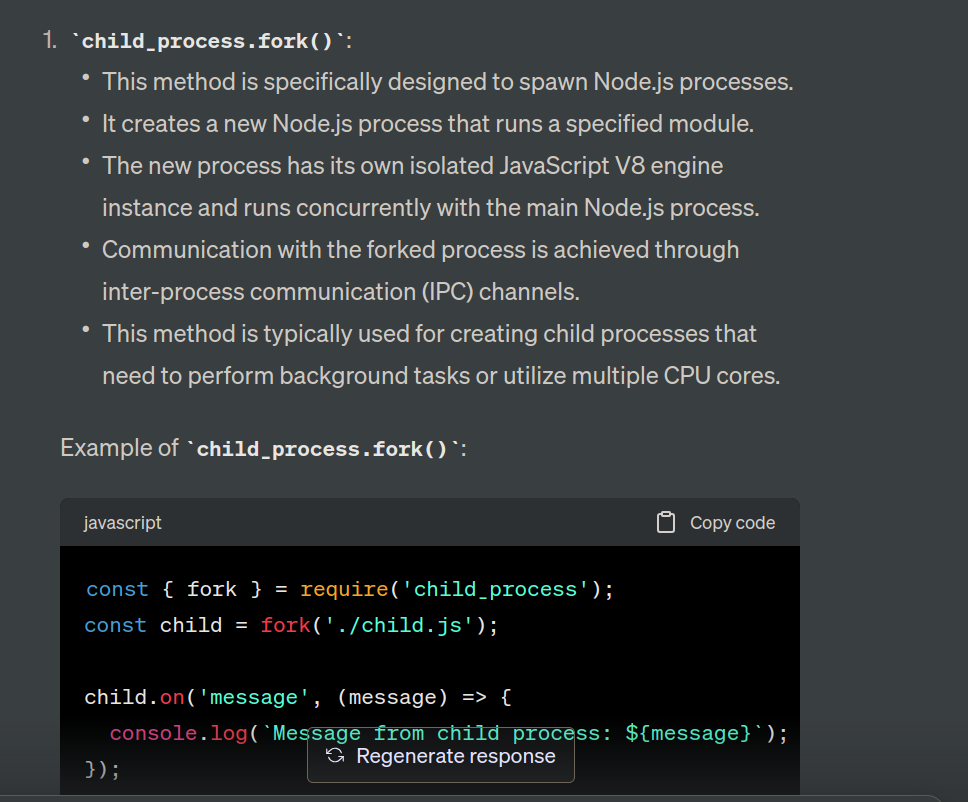 1. `child_process.fork()`:
• This method is specifically designed to spawn Node.js processes.
• It creates a new Node.js process that runs a specified module.
• The new process has its own isolated JavaScript V8 engine
instance and runs concurrently with the main Node.js process.
• Communication with the forked process is achieved through
inter-process communication (IPC) channels.
• This method is typically used for creating child processes that
need to perform background tasks or utilize multiple CPU cores.
Example of `child_process.fork()`:
javascript Copy code
const { fork } = require('child_process');
const child = fork('./child.js');
child.on('message', (message) => {
  console.log(`Message from child process: ${message}`);
});
Regenerate response